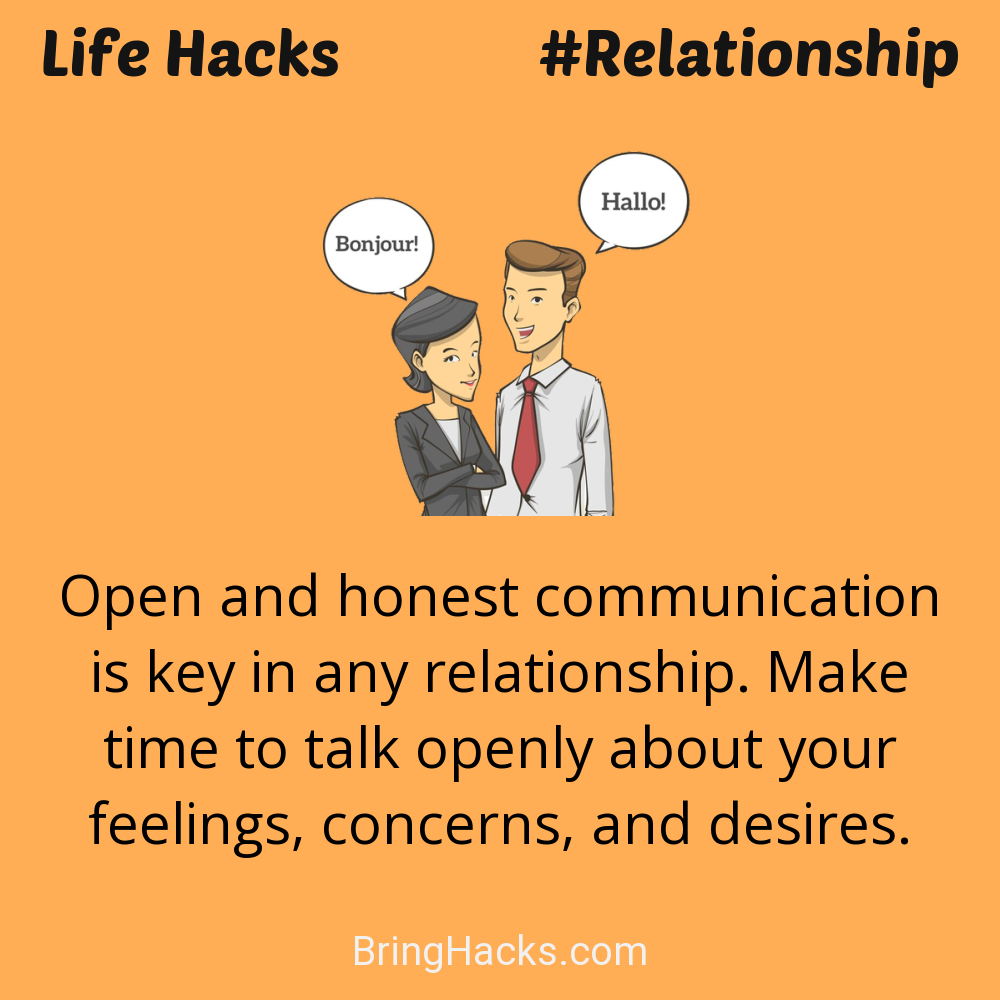 Life Hacks #Relationship
Hallo!
Bonjour!
Open and honest communication
is key in any relationship. Make
time to talk openly about your
feelings, concerns, and desires.
BringHacks.com